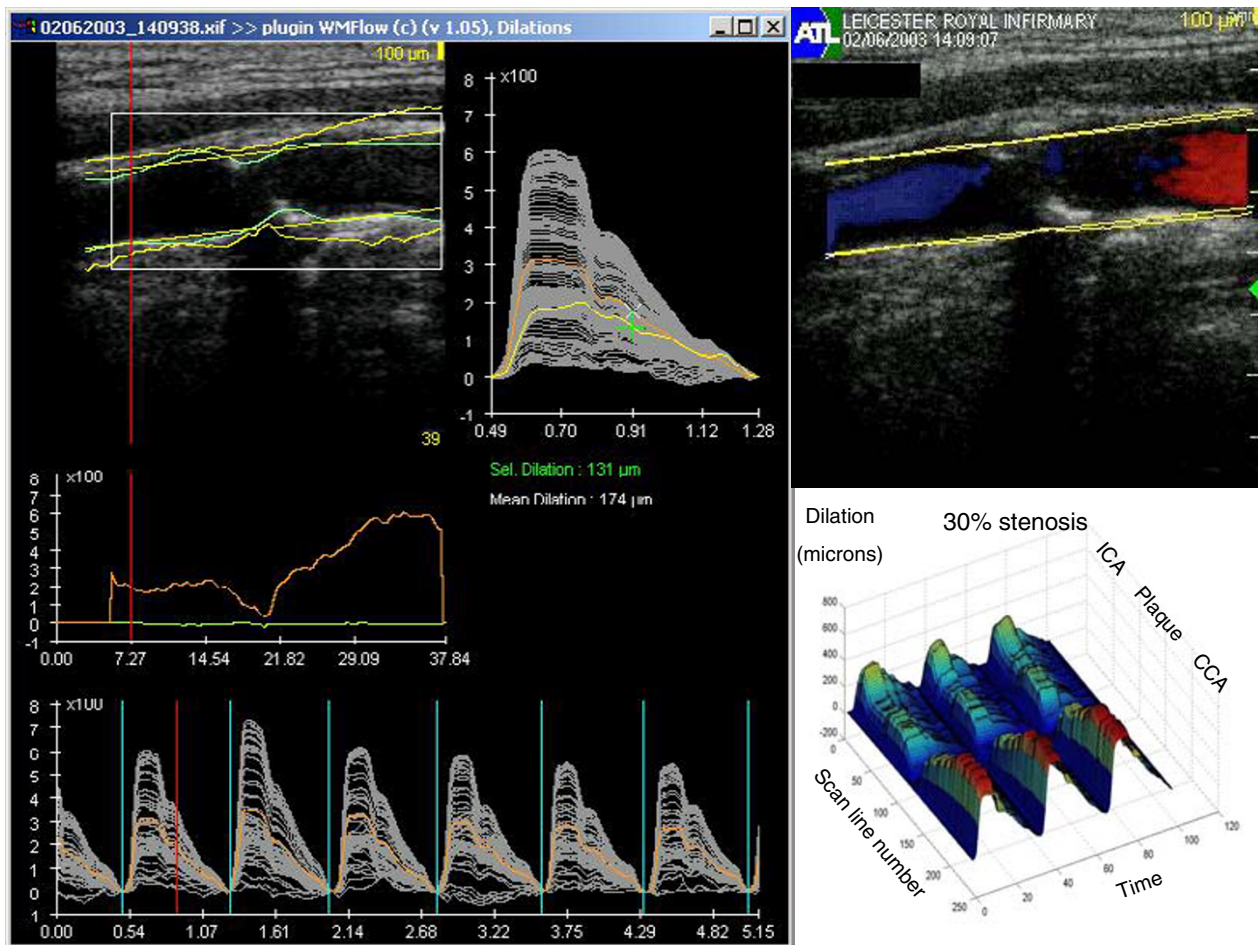 02062003_140938.xif >> plugin WMFlow (c) (v 1.05), Dilations
100 µm
39
8
7
6
5
4
3
2
1
0
-1
x100
0.49 0.70 0.91 1.12 1.28
Sel. Dilation : 131 µm
Mean Dilation : 174 µm
8
7
6
5
4
3
2
1
0
-1
x100
0.00 7.27 14.54 21.82 29.09 37.84
8
7
6
5
4
3
2
1
0
1
x100
0.00 0.54 1.07 1.61 2.14 2.68 3.22 3.75 4.29 4.82 5.15
ATL
LEICESTER ROYAL INFIRMARY
02/06/2003 14:09:07
100 µm
Dilation
(microns)
30% stenosis
ICA
Plaque
CCA
800
600
400
200
0
-200
0
50
100
150
200
250
Scan line number
0
20
40
60
80
100
120
Time